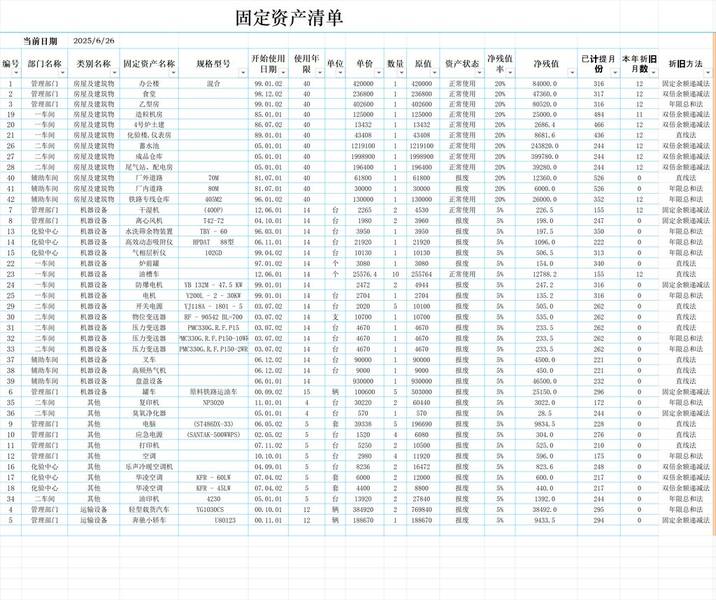 固定资产清单
当前日期 2025/6/26
编号 部门名称 类别名称 固定资产名称 规格型号 开始使用日期 使用年限 单位 单价 数量 原值 资产状态 净残值率 净残值 已计提月份 本年折旧月数 折旧方法
1 管理部门 房屋及建筑物 办公楼 混合 99.01.02 40 420000 1 420000 正常使用 20% 84000.0 316 12 固定余额递减法
2 管理部门 房屋及建筑物 食堂 98.12.02 40 236800 1 236800 正常使用 20% 47360.0 317 12 双倍余额递减法
3 管理部门 房屋及建筑物 乙型房 99.01.02 40 402600 1 402600 正常使用 20% 80520.0 316 12 年限总和法
19 一车间 房屋及建筑物 造粒机房 85.01.01 40 125000 1 125000 正常使用 20% 25000.0 484 11 双倍余额递减法
20 一车间 房屋及建筑物 4号炉土建 86.07.02 40 13432 1 13432 正常使用 20% 2686.4 466 12 双倍余额递减法
21 一车间 房屋及建筑物 化验楼,仪表房 89.01.01 40 43408 1 43408 正常使用 20% 8681.6 436 12 直线法
26 二车间 房屋及建筑物 蓄水池 05.01.01 40 1219100 1 1219100 正常使用 20% 243820.0 244 12 双倍余额递减法
27 二车间 房屋及建筑物 成品仓库 05.01.01 40 1998900 1 1998900 正常使用 20% 399780.0 244 12 双倍余额递减法
28 二车间 房屋及建筑物 尾气站、配电房 05.01.01 40 196400 1 196400 正常使用 20% 39280.0 244 12 双倍余额递减法
40 辅助车间 房屋及建筑物 厂外道路 70M 81.07.01 40 61800 1 61800 报废 20% 12360.0 526 0 直线法
41 辅助车间 房屋及建筑物 厂内道路 80M 81.07.01 40 30000 1 30000 报废 20% 6000.0 526 0 年限总和法
42 辅助车间 房屋及建筑物 铁路专线仓库 405M2 96.01.02 40 130000 1 130000 正常使用 20% 26000.0 352 12 年限总和法
7 管理部门 机器设备 干湿机 (400P) 12.06.01 14 台 2265 2 4530 正常使用 5% 226.5 155 12 固定余额递减法
8 管理部门 机器设备 离心风机 T42-72 04.10.01 14 台 1980 2 3960 报废 5% 198.0 247 0 固定余额递减法
13 化验中心 机器设备 水洗筛余物装置 TBY - 60 96.03.01 14 台 3950 1 3950 报废 5% 197.5 350 0 年限总和法
14 化验中心 机器设备 高效动态吸附仪 HPDAT 88型 06.11.01 14 台 21920 1 21920 报废 5% 1096.0 222 0 年限总和法
15 化验中心 机器设备 气相层析仪 102GD 99.04.02 14 台 10130 1 10130 报废 5% 506.5 313 0 年限总和法
22 一车间 机器设备 炉前罐 97.01.02 14 个 3080 1 3080 报废 5% 154.0 340 0 直线法
23 一车间 机器设备 油槽车 12.06.01 14 个 25576.4 10 255764 正常使用 5% 12788.2 155 12 直线法
24 一车间 机器设备 防爆电机 YB 132M - 47.5 KW 99.01.01 14 2472 2 4944 报废 5% 247.2 316 0 固定余额递减法
25 一车间 机器设备 电机 Y200L - 2 - 30KW 99.01.01 14 台 2704 1 2704 报废 5% 135.2 316 0 年限总和法
29 二车间 机器设备 开关电源 YJ118A - 1801 - 5 03.07.02 14 台 2020 5 10100 报废 5% 505.0 262 0 直线法
30 二车间 机器设备 物位变送器 RF - 90542 BL=700 03.07.02 14 支 10700 1 10700 报废 5% 535.0 262 0 直线法
31 二车间 机器设备 压力变送器 PMC330G.R.F.P15 03.07.02 14 台 4670 1 4670 报废 5% 233.5 262 0 直线法
32 二车间 机器设备 压力变送器 PMC330G.R.F.P150-10WR 03.07.02 14 台 4670 1 4670 报废 5% 233.5 262 0 年限总和法
33 二车间 机器设备 压力变送器 PMC330G.R.F.P150-2WR 03.07.02 14 台 4670 1 4670 报废 5% 233.5 262 0 年限总和法
37 辅助车间 机器设备 叉车 06.12.02 14 台 90000 1 90000 报废 5% 4500.0 221 0 直线法
38 辅助车间 机器设备 高频热气机 06.12.02 14 台 9000 1 9000 报废 5% 450.0 221 0 直线法
39 辅助车间 机器设备 盘盈设备 06.01.01 14 930000 1 930000 报废 5% 46500.0 232 0 直线法
6 管理部门 机器设备 罐车 原料铁路运油车 00.09.02 15 辆 100600 5 503000 报废 5% 25150.0 296 0 固定余额递减法
35 二车间 其他 复印机 NP3020 11.01.01 4 台 30220 2 60440 报废 5% 3022.0 172 0 年限总和法
36 二车间 其他 臭氧净化器 05.01.01 4 台 570 1 570 报废 5% 28.5 244 0 固定余额递减法
9 管理部门 其他 电脑 (ST486DX-33) 06.05.02 5 套 39338 5 196690 报废 5% 9834.5 228 0 直线法
10 管理部门 其他 应急电源 (SANTAK-500WWPS) 02.05.02 5 台 1520 4 6080 报废 5% 304.0 276 0 直线法
11 管理部门 其他 打印机 07.11.02 5 台 5250 2 10500 报废 5% 525.0 210 0 直线法
12 管理部门 其他 空调 10.10.01 5 台 2980 4 11920 报废 5% 596.0 175 0 年限总和法
16 化验中心 其他 乐声冷暖空调机 04.09.01 5 台 8236 2 16472 报废 5% 823.6 248 0 双倍余额递减法
17 化验中心 其他 华凌空调 KFR - 60LW 07.04.02 5 套 6000 2 12000 报废 5% 600.0 217 0 双倍余额递减法
18 化验中心 其他 华凌空调 KFR - 45LW 07.04.02 5 套 4400 2 8800 报废 5% 440.0 217 0 双倍余额递减法
34 二车间 其他 油印机 4230 05.01.01 5 台 13920 2 27840 报废 5% 1392.0 244 0 年限总和法
4 管理部门 运输设备 轻型载货汽车 YG1030CS 00.10.01 12 辆 384920 2 769840 报废 5% 38492.0 295 0 年限总和法
5 管理部门 运输设备 奔驰小轿车 U80123 00.11.01 12 辆 188670 1 188670 报废 5% 9433.5 294 0 固定余额递减法